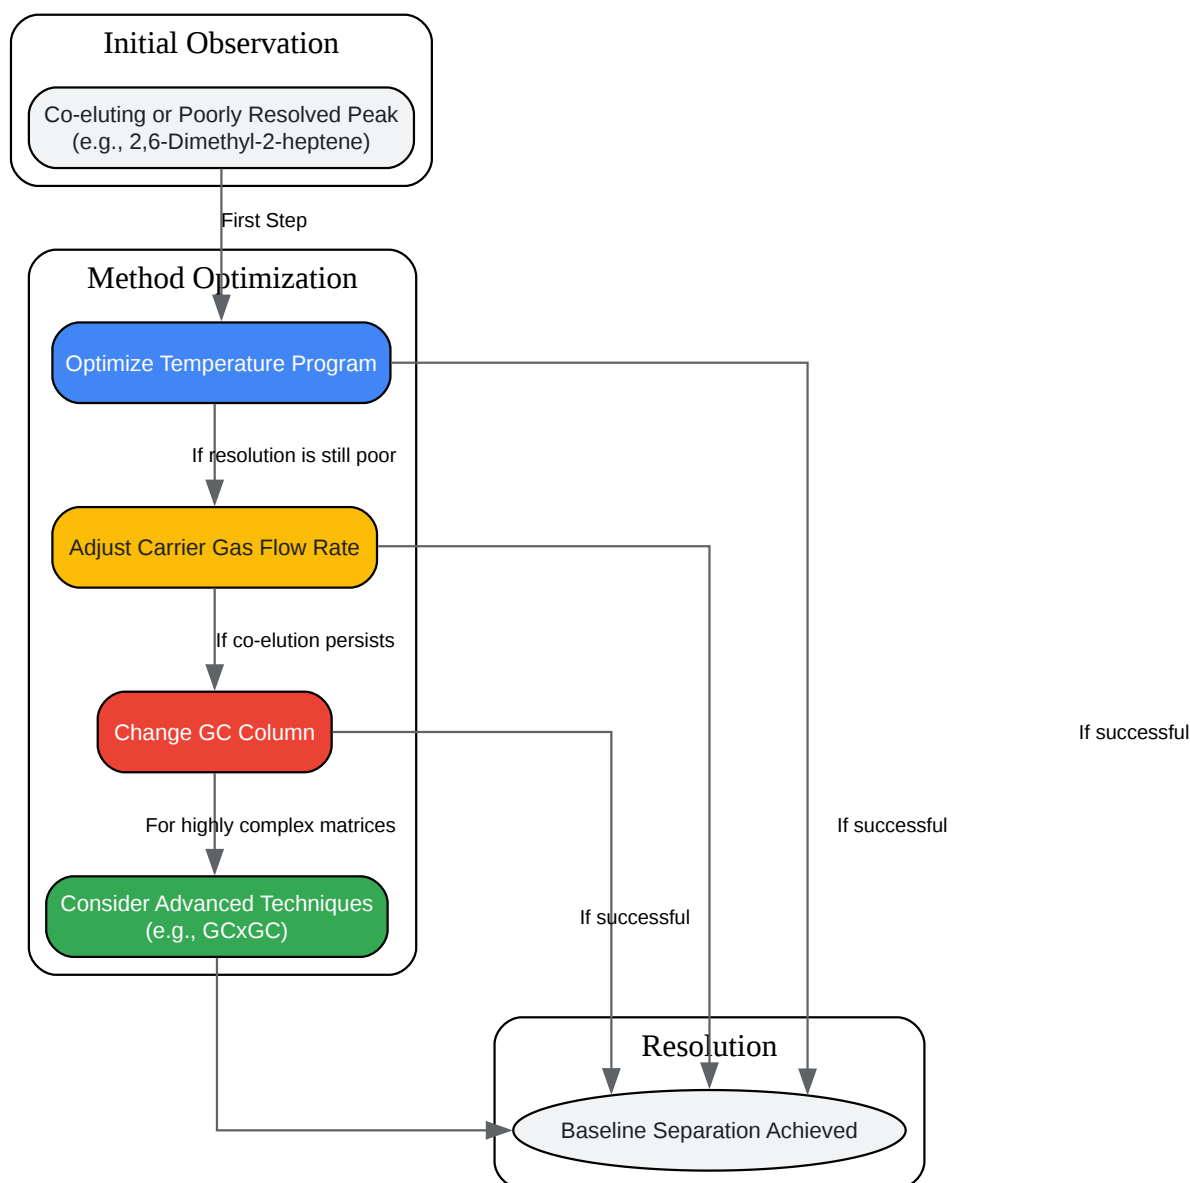 Initial Observation
Co-eluting or Poorly Resolved Peak
(e.g., 2,6-Dimethyl-2-heptene)
First Step
Method Optimization
Optimize Temperature Program
If resolution is still poor
Adjust Carrier Gas Flow Rate
If co-elution persists
Change GC Column
If successful
For highly complex matrices
If successful
Consider Advanced Techniques
(e.g., GCxGC)
If successful
Resolution
Baseline Separation Achieved